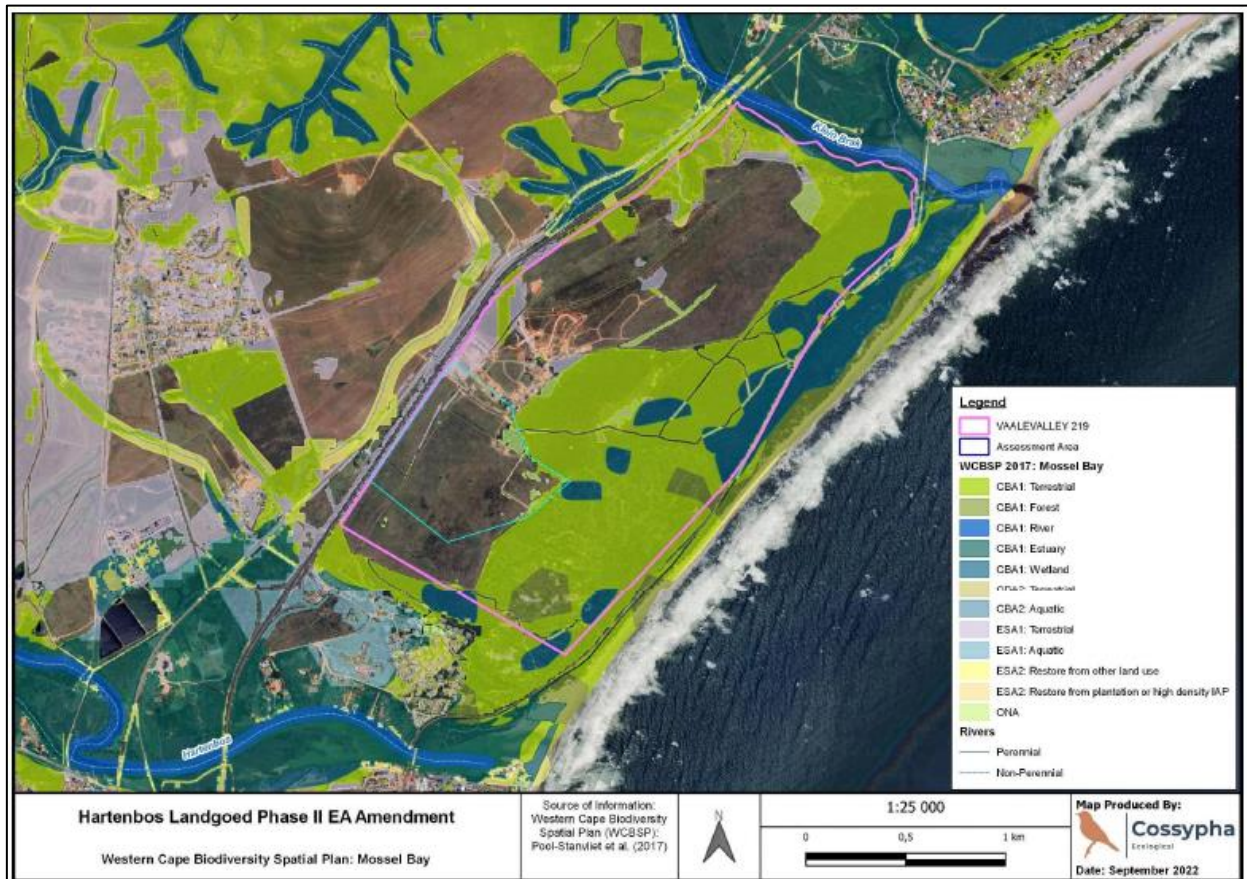 Klein Brak
Hartenbos
Legend
VAALEVALLEY 219
Assessment Area
WCBSP 2017: Mossel Bay
CBA1: Terrestrial
CBA1: Forest
CBA1: River
CBA1: Estuary
CBA1: Wetland
CBA2: Terrestrial
CBA2: Aquatic
ESA1: Terrestrial
ESA1: Aquatic
ESA2: Restore from other land use
ESA2: Restore from plantation or high density IAP
ONA
Rivers
Perennial
Non-Perennial
Hartenbos Landgoed Phase II EA Amendment
Western Cape Biodiversity Spatial Plan: Mossel Bay
Source of Information:
Western Cape Biodiversity
Spatial Plan (WCBSP):
Pool-Stanvliet et al. (2017)
N
1:25 000
0 0,5 1 km
Map Produced By:
Cossypha
Ecological
Date: September 2022